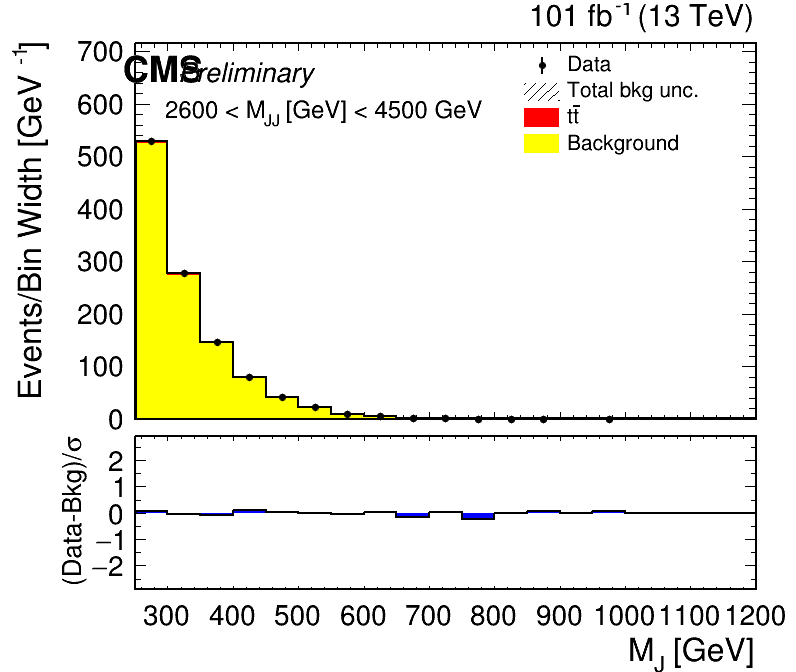 101 fb⁻¹ (13 TeV)
CMS Preliminary
2600 < M_JJ [GeV] < 4500 GeV
Data
Total bkg unc.
tt̄
Background
Events/Bin Width [GeV⁻¹]
700
600
500
400
300
200
100
0
(Data-Bkg)/σ
2
1
0
−1
−2
300 400 500 600 700 800 900 1000 1100 1200
M_J [GeV]